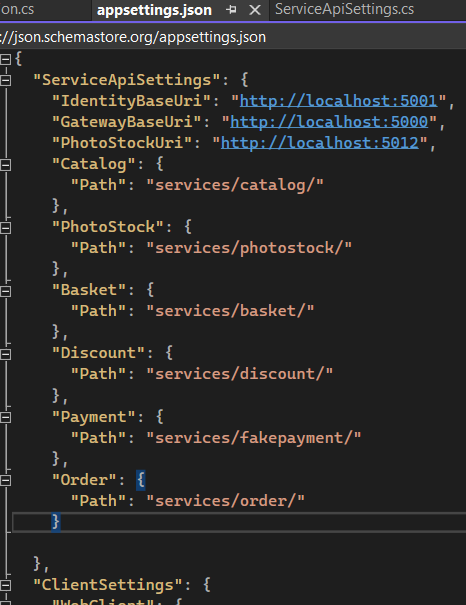 on.cs appsettings.json ServiceApiSettings.cs
//json.schemastore.org/appsettings.json
{
"ServiceApiSettings": {
"IdentityBaseUri": "http://localhost:5001",
"GatewayBaseUri": "http://localhost:5000",
"PhotoStockUri": "http://localhost:5012",
"Catalog": {
"Path": "services/catalog/"
},
"PhotoStock": {
"Path": "services/photostock/"
},
"Basket": {
"Path": "services/basket/"
},
"Discount": {
"Path": "services/discount/"
},
"Payment": {
"Path": "services/fakepayment/"
},
"Order": {
"Path": "services/order/"
}
},
"ClientSettings": {
"WebClient": {